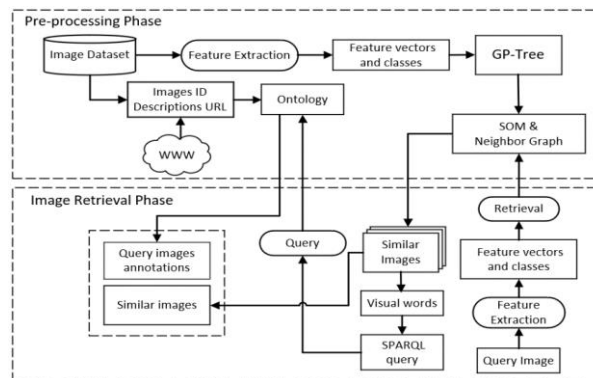 Pre-processing Phase
Image Dataset
Feature Extraction
Feature vectors
and classes
GP-Tree
Images ID
Descriptions URL
Ontology
SOM &
Neighbor Graph
WWW
Image Retrieval Phase
Retrieval
Query images
annotations
Query
Similar
Images
Feature vectors
and classes
Similar images
Visual words
Feature
Extraction
SPARQL
query
Query Image